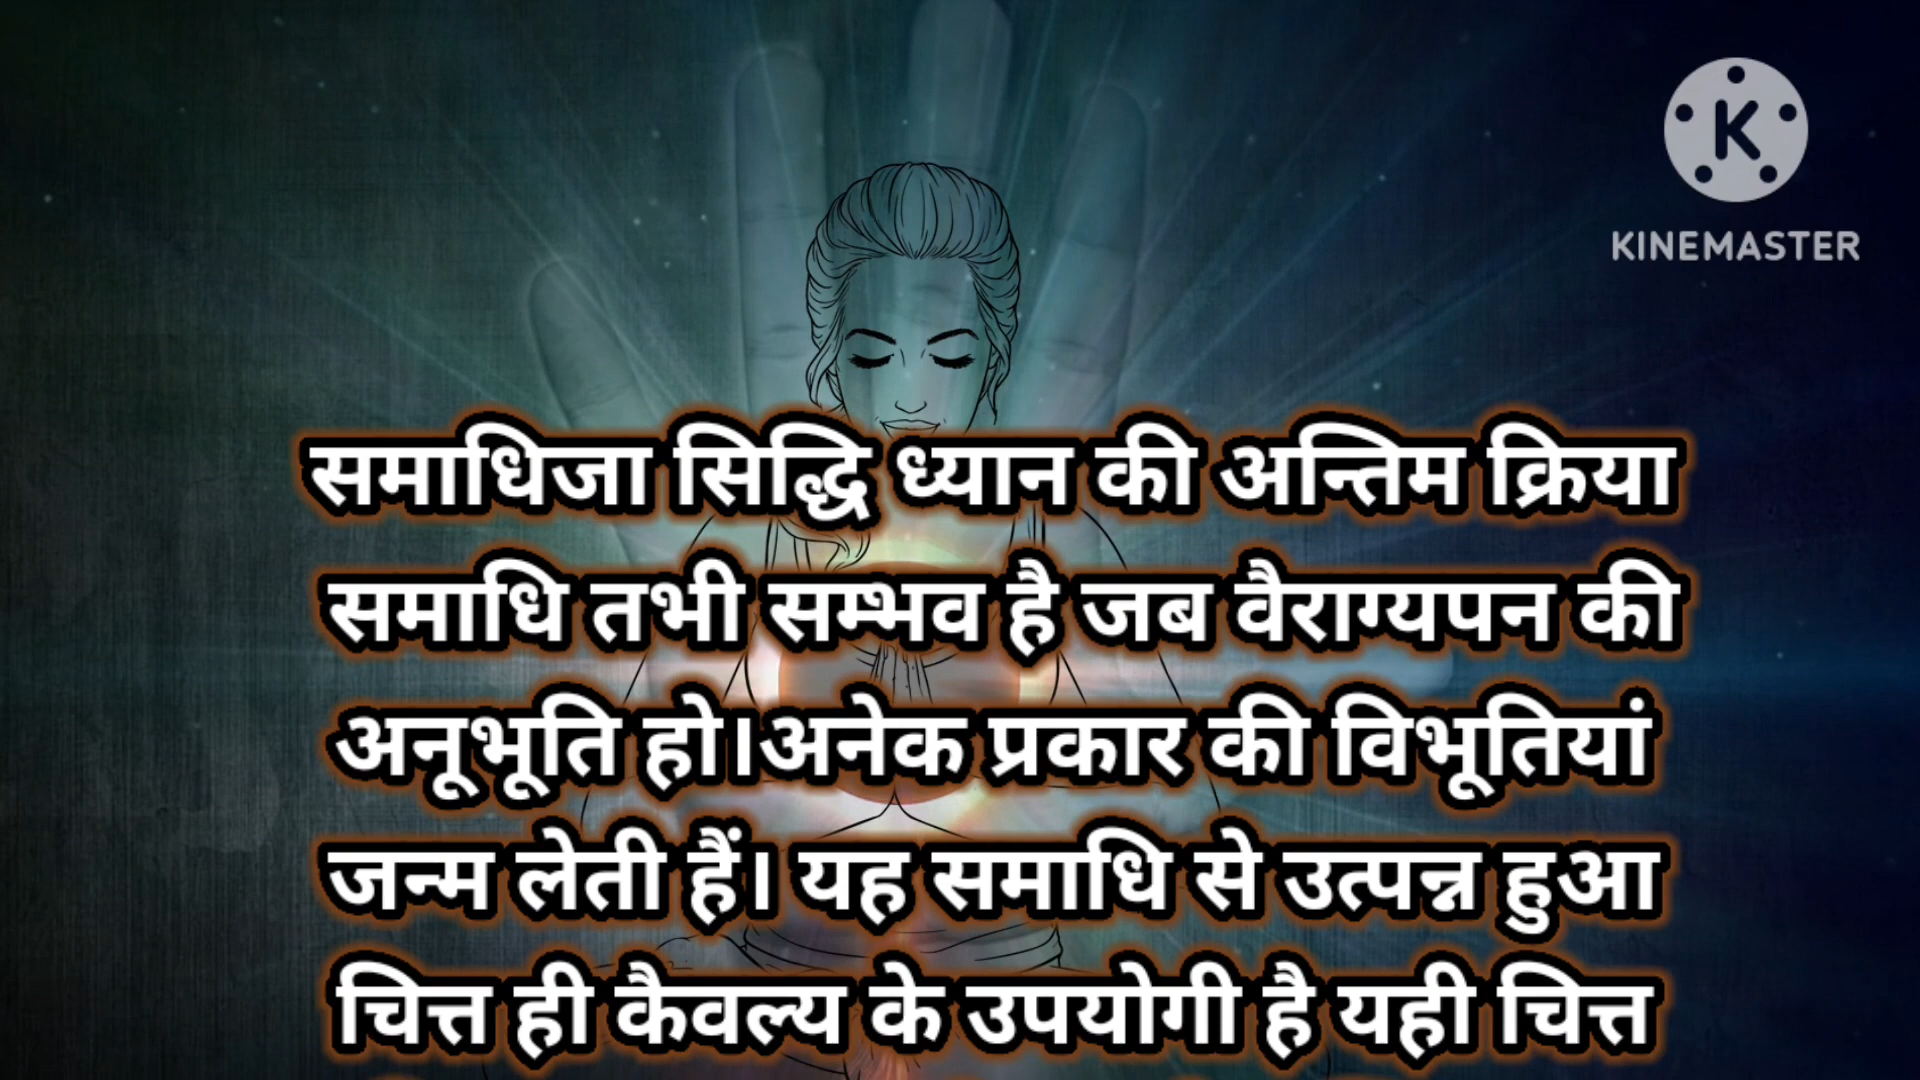 KINEMASTER
समाधिजा सिद्धि ध्यान की अन्तिम क्रिया
समाधि तभी सम्भव है जब वैराग्यपन की
अनूभूति हो।अनेक प्रकार की विभूतियां
जन्म लेती हैं। यह समाधि से उत्पन्न हुआ
चित्त ही कैवल्य के उपयोगी है यही चित्त